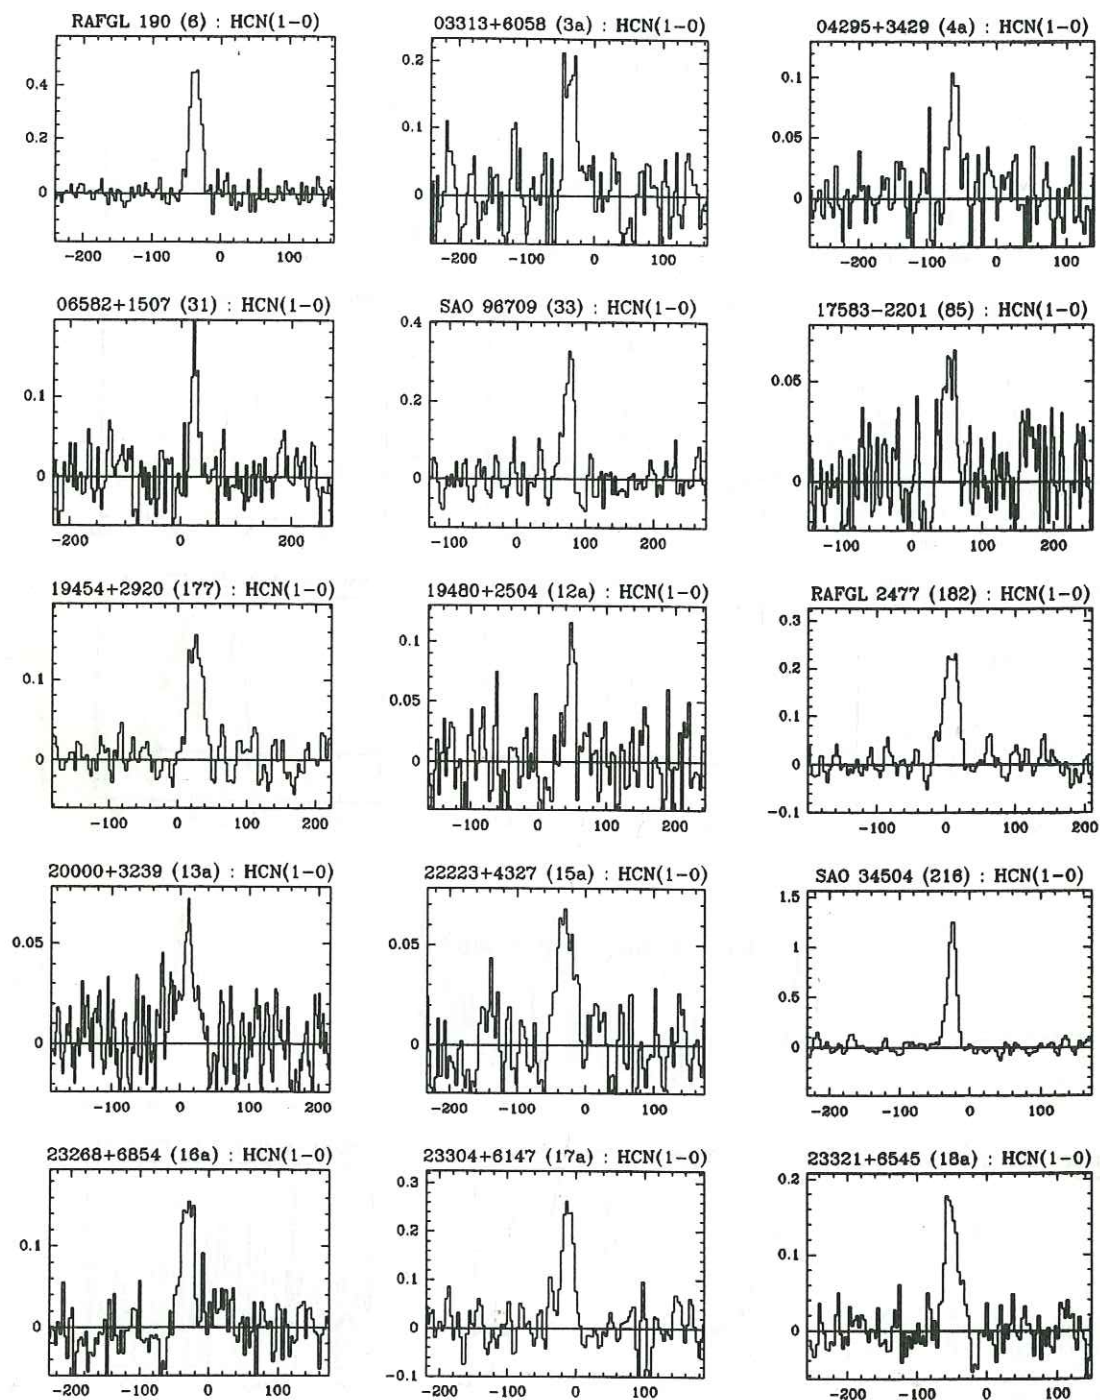 RAFGL 190 (6) : HCN(1-0)
0.4
0.2
0
-200 -100 0 100
03313+6058 (3a) : HCN(1-0)
0.2
0.1
0
-200 -100 0 100
04295+3429 (4a) : HCN(1-0)
0.1
0.05
0
-200 -100 0 100
06582+1507 (31) : HCN(1-0)
0.1
0
-200 0 200
SAO 96709 (33) : HCN(1-0)
0.4
0.2
0
-100 0 100 200
17583-2201 (85) : HCN(1-0)
0.05
0
-100 0 100 200
19454+2920 (177) : HCN(1-0)
0.1
0
-100 0 100 200
19480+2504 (12a) : HCN(1-0)
0.1
0.05
0
-100 0 100 200
RAFGL 2477 (182) : HCN(1-0)
0.3
0.2
0.1
0
-0.1
-100 0 100 200
20000+3239 (13a) : HCN(1-0)
0.05
0
-100 0 100 200
22223+4327 (15a) : HCN(1-0)
0.05
0
-200 -100 0 100
SAO 34504 (216) : HCN(1-0)
1.5
1
0.5
0
-200 -100 0 100
23268+6854 (16a) : HCN(1-0)
0.1
0
-200 -100 0 100
23304+6147 (17a) : HCN(1-0)
0.3
0.2
0.1
0
-0.1
-200 -100 0 100
23321+6545 (18a) : HCN(1-0)
0.2
0.1
0
-200 -100 0 100